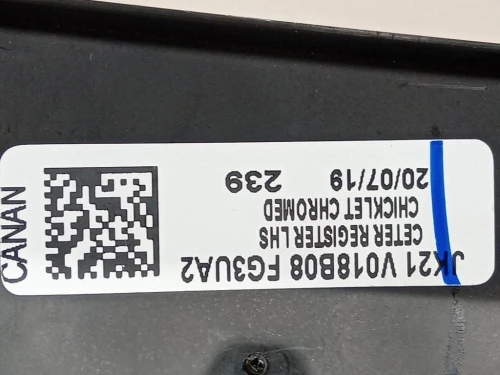 JK21 V018B08 FG3UA2
CETER REGISTER LHS
CHICKLET CHROMED
20/07/19 239
CANAN